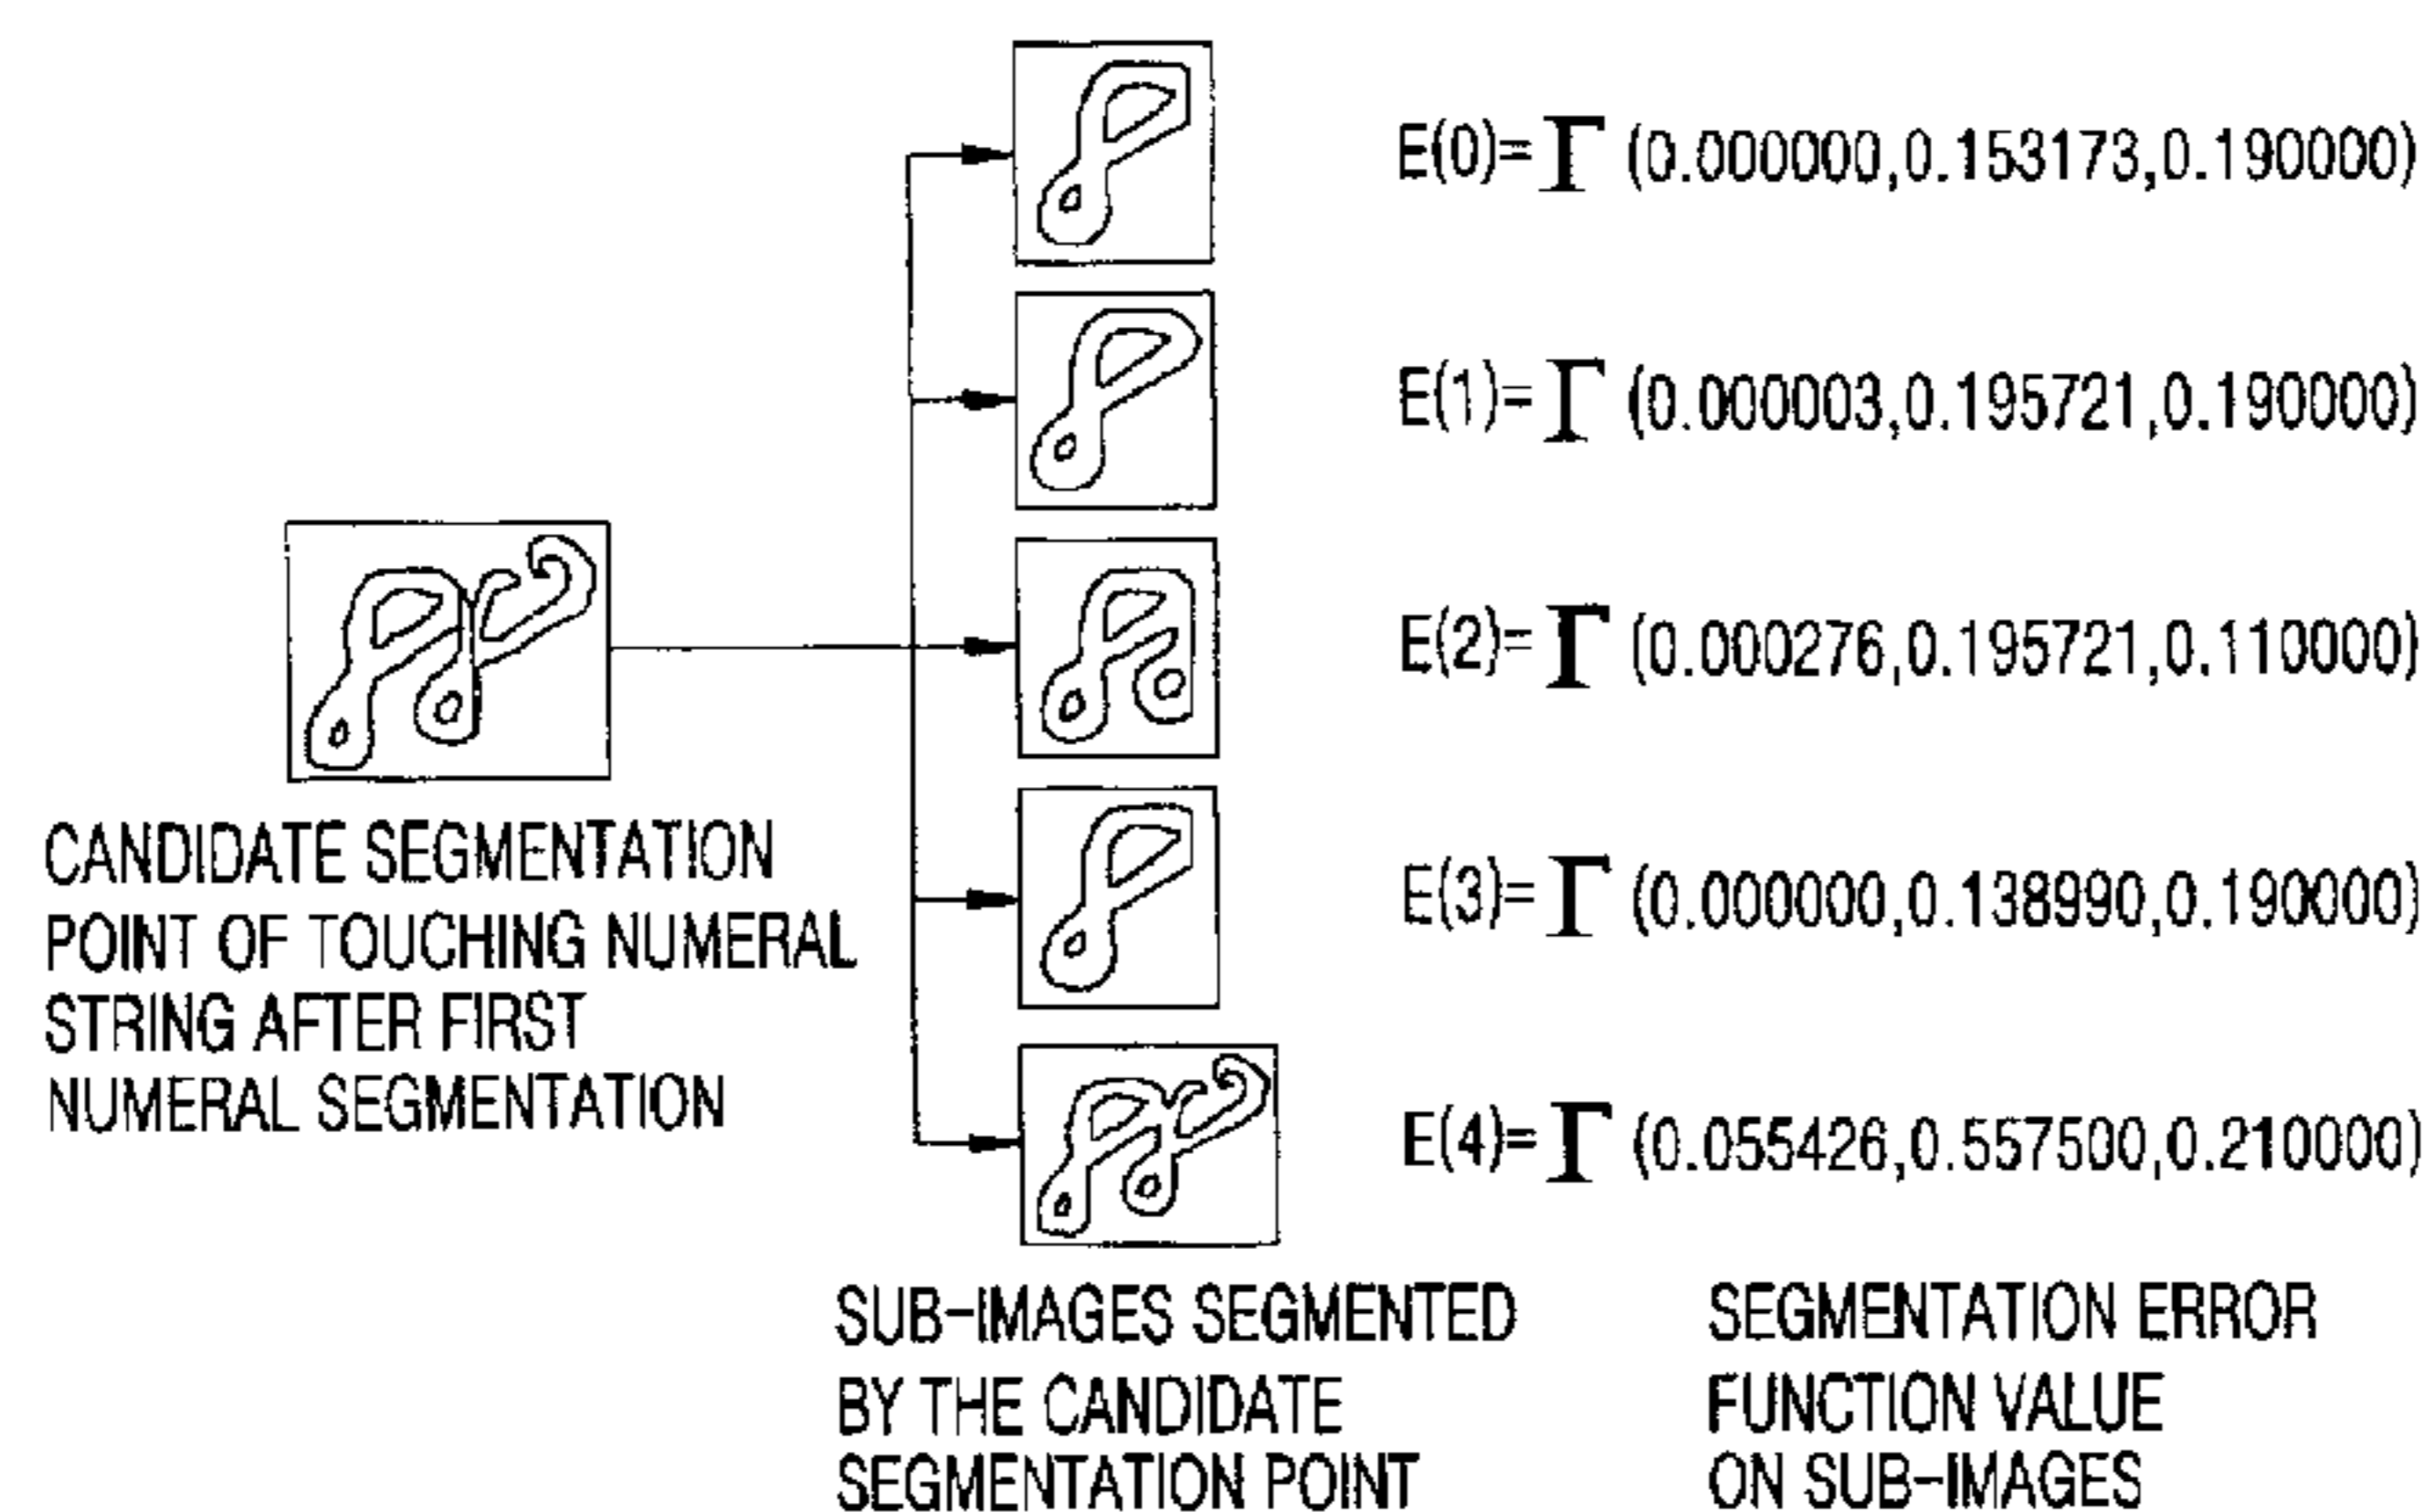 E(0)=Γ (0.000000,0.153173,0.190000)
E(1)=Γ (0.000003,0.195721,0.190000)
E(2)=Γ (0.000276,0.195721,0.110000)
E(3)=Γ (0.000000,0.138990,0.190000)
E(4)=Γ (0.055426,0.557500,0.210000)
CANDIDATE SEGMENTATION
POINT OF TOUCHING NUMERAL
STRING AFTER FIRST
NUMERAL SEGMENTATION
SUB-IMAGES SEGMENTED
BY THE CANDIDATE
SEGMENTATION POINT
SEGMENTATION ERROR
FUNCTION VALUE
ON SUB-IMAGES